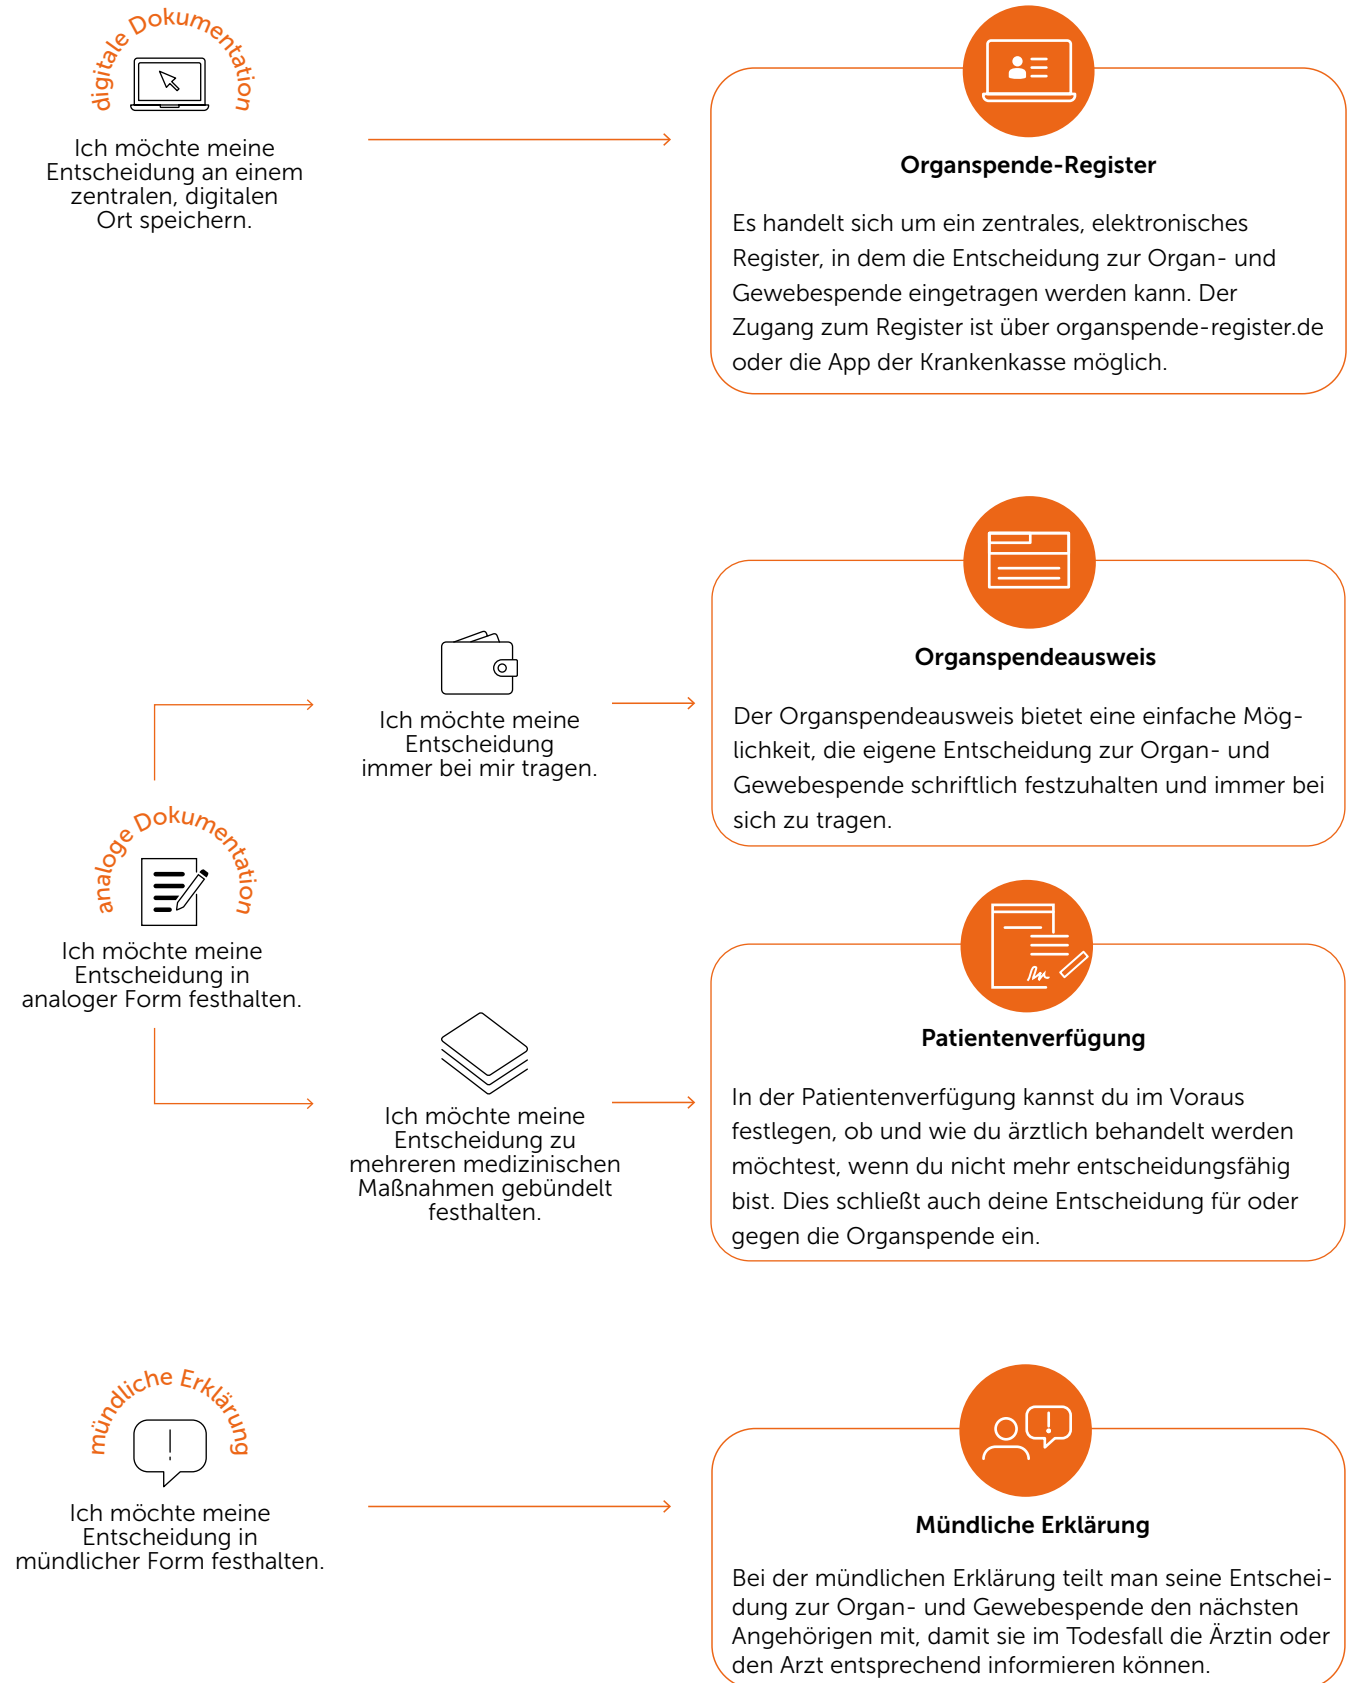 digitale Dokumentation
Ich möchte meine
Entscheidung an einem
zentralen, digitalen
Ort speichern.
Organspende-Register
Es handelt sich um ein zentrales, elektronisches
Register, in dem die Entscheidung zur Organ- und
Gewebespende eingetragen werden kann. Der
Zugang zum Register ist über organspende-register.de
oder die App der Krankenkasse möglich.
analoge Dokumentation
Ich möchte meine
Entscheidung in
analoger Form festhalten.
Ich möchte meine
Entscheidung
immer bei mir tragen.
Organspendeausweis
Der Organspendeausweis bietet eine einfache Mög-
lichkeit, die eigene Entscheidung zur Organ- und
Gewebespende schriftlich festzuhalten und immer bei
sich zu tragen.
Ich möchte meine
Entscheidung zu
mehreren medizinischen
Maßnahmen gebündelt
festhalten.
Patientenverfügung
In der Patientenverfügung kannst du im Voraus
festlegen, ob und wie du ärztlich behandelt werden
möchtest, wenn du nicht mehr entscheidungsfähig
bist. Dies schließt auch deine Entscheidung für oder
gegen die Organspende ein.
mündliche Erklärung
Ich möchte meine
Entscheidung in
mündlicher Form festhalten.
Mündliche Erklärung
Bei der mündlichen Erklärung teilt man seine Entschei-
dung zur Organ- und Gewebespende den nächsten
Angehörigen mit, damit sie im Todesfall die Ärztin oder
den Arzt entsprechend informieren können.